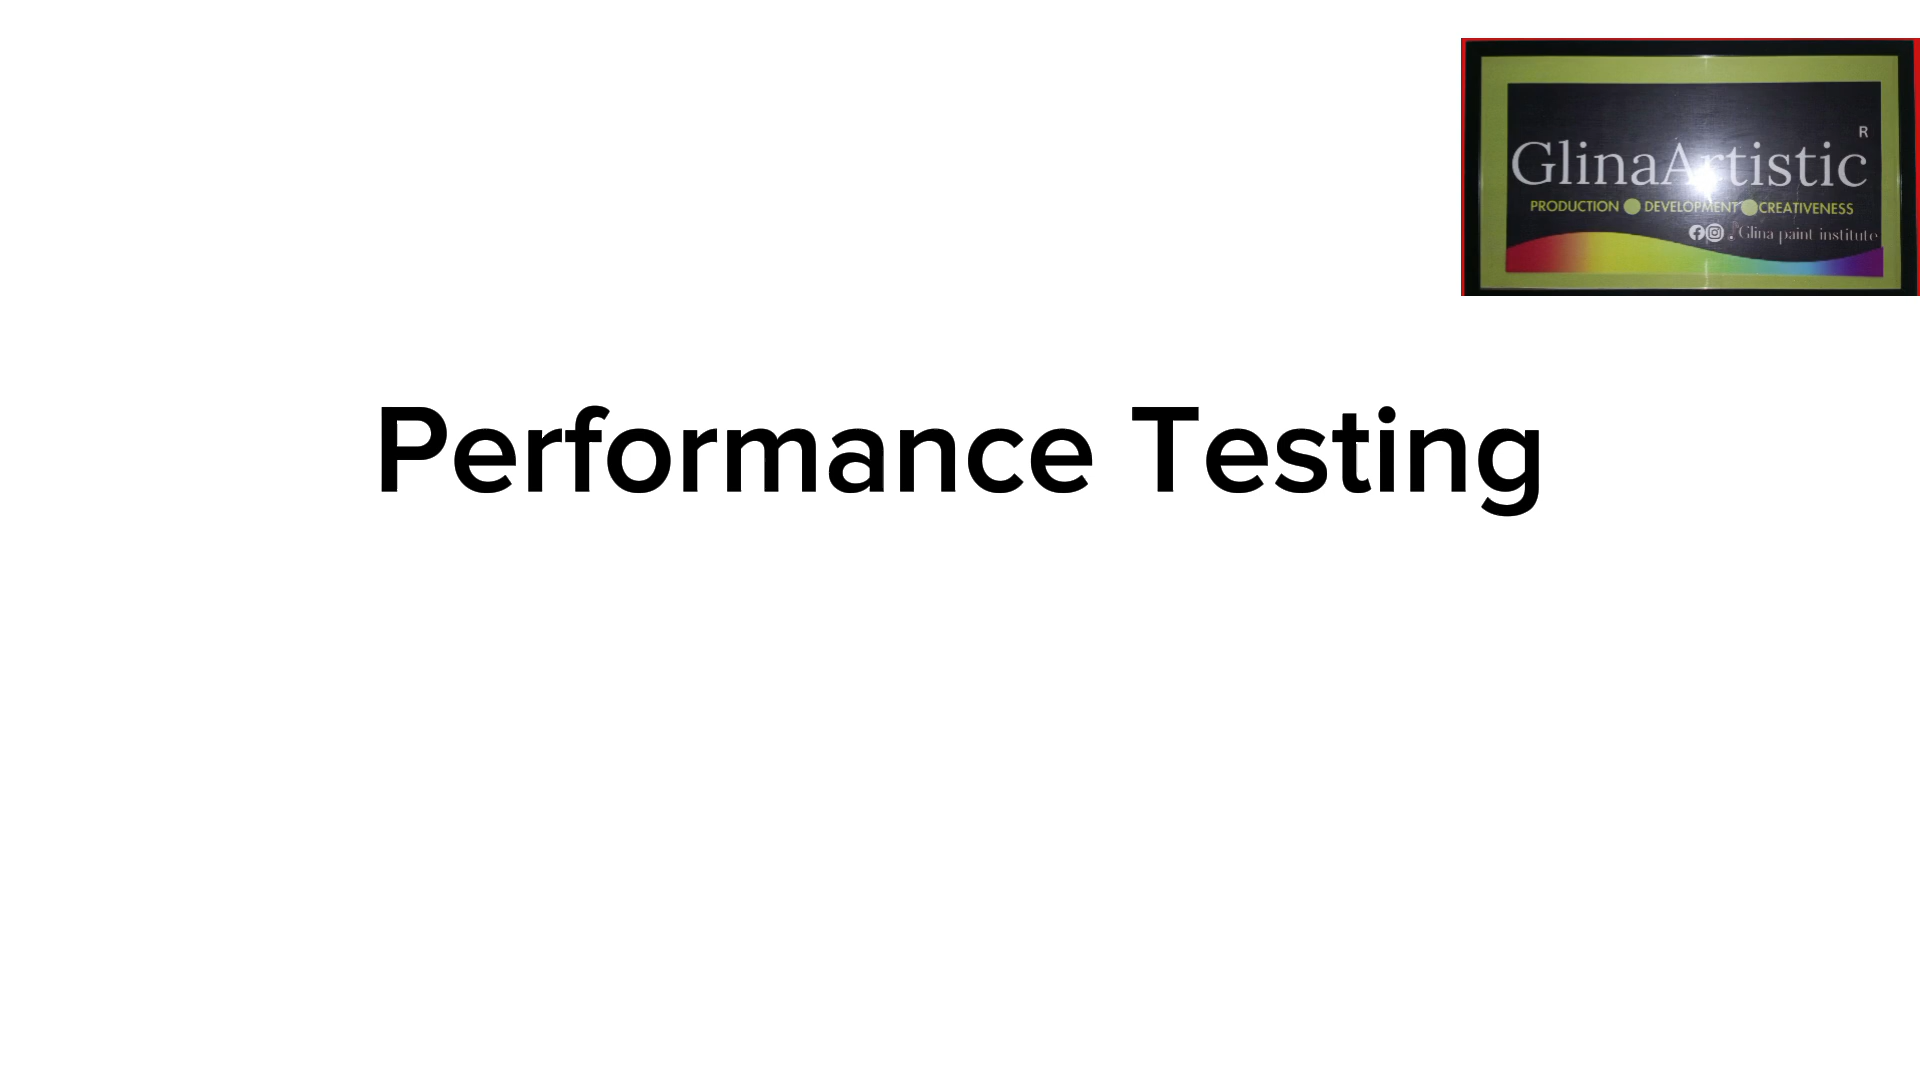 R
GlinaArtistic
PRODUCTION ● DEVELOPMENT ● CREATIVENESS
Glina paint institute
Performance Testing